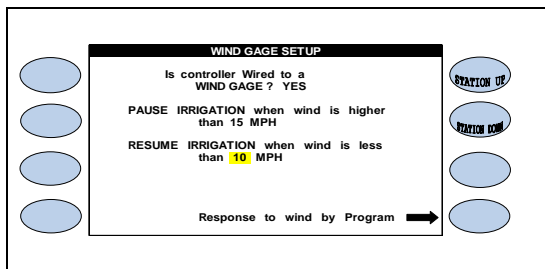 WIND GAGE SETUP
Is controller Wired to a
WIND GAGE ? YES
STATION UP
PAUSE IRRIGATION when wind is higher
than 15 MPH
STATION DOWN
RESUME IRRIGATION when wind is less
than 10 MPH
Response to wind by Program